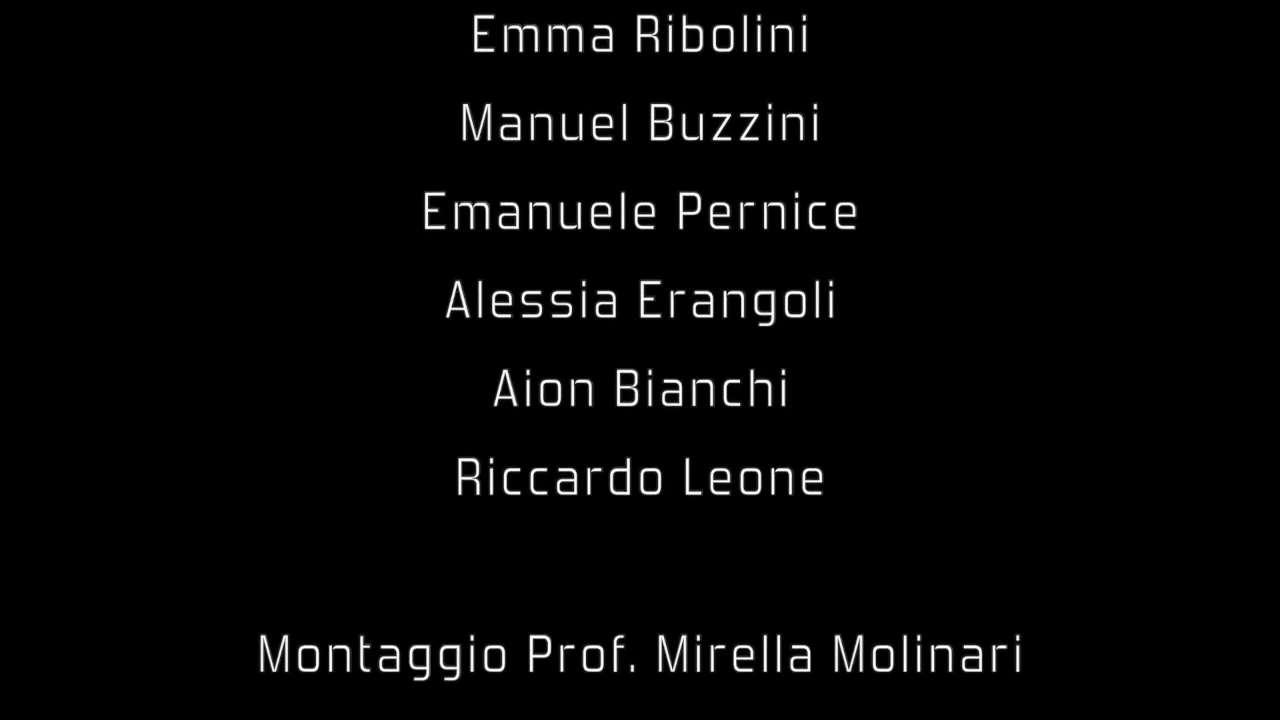 Emma Ribolini
Manuel Buzzini
Emanuele Pernice
Alessia Erangoli
Aion Bianchi
Riccardo Leone
Montaggio Prof. Mirella Molinari